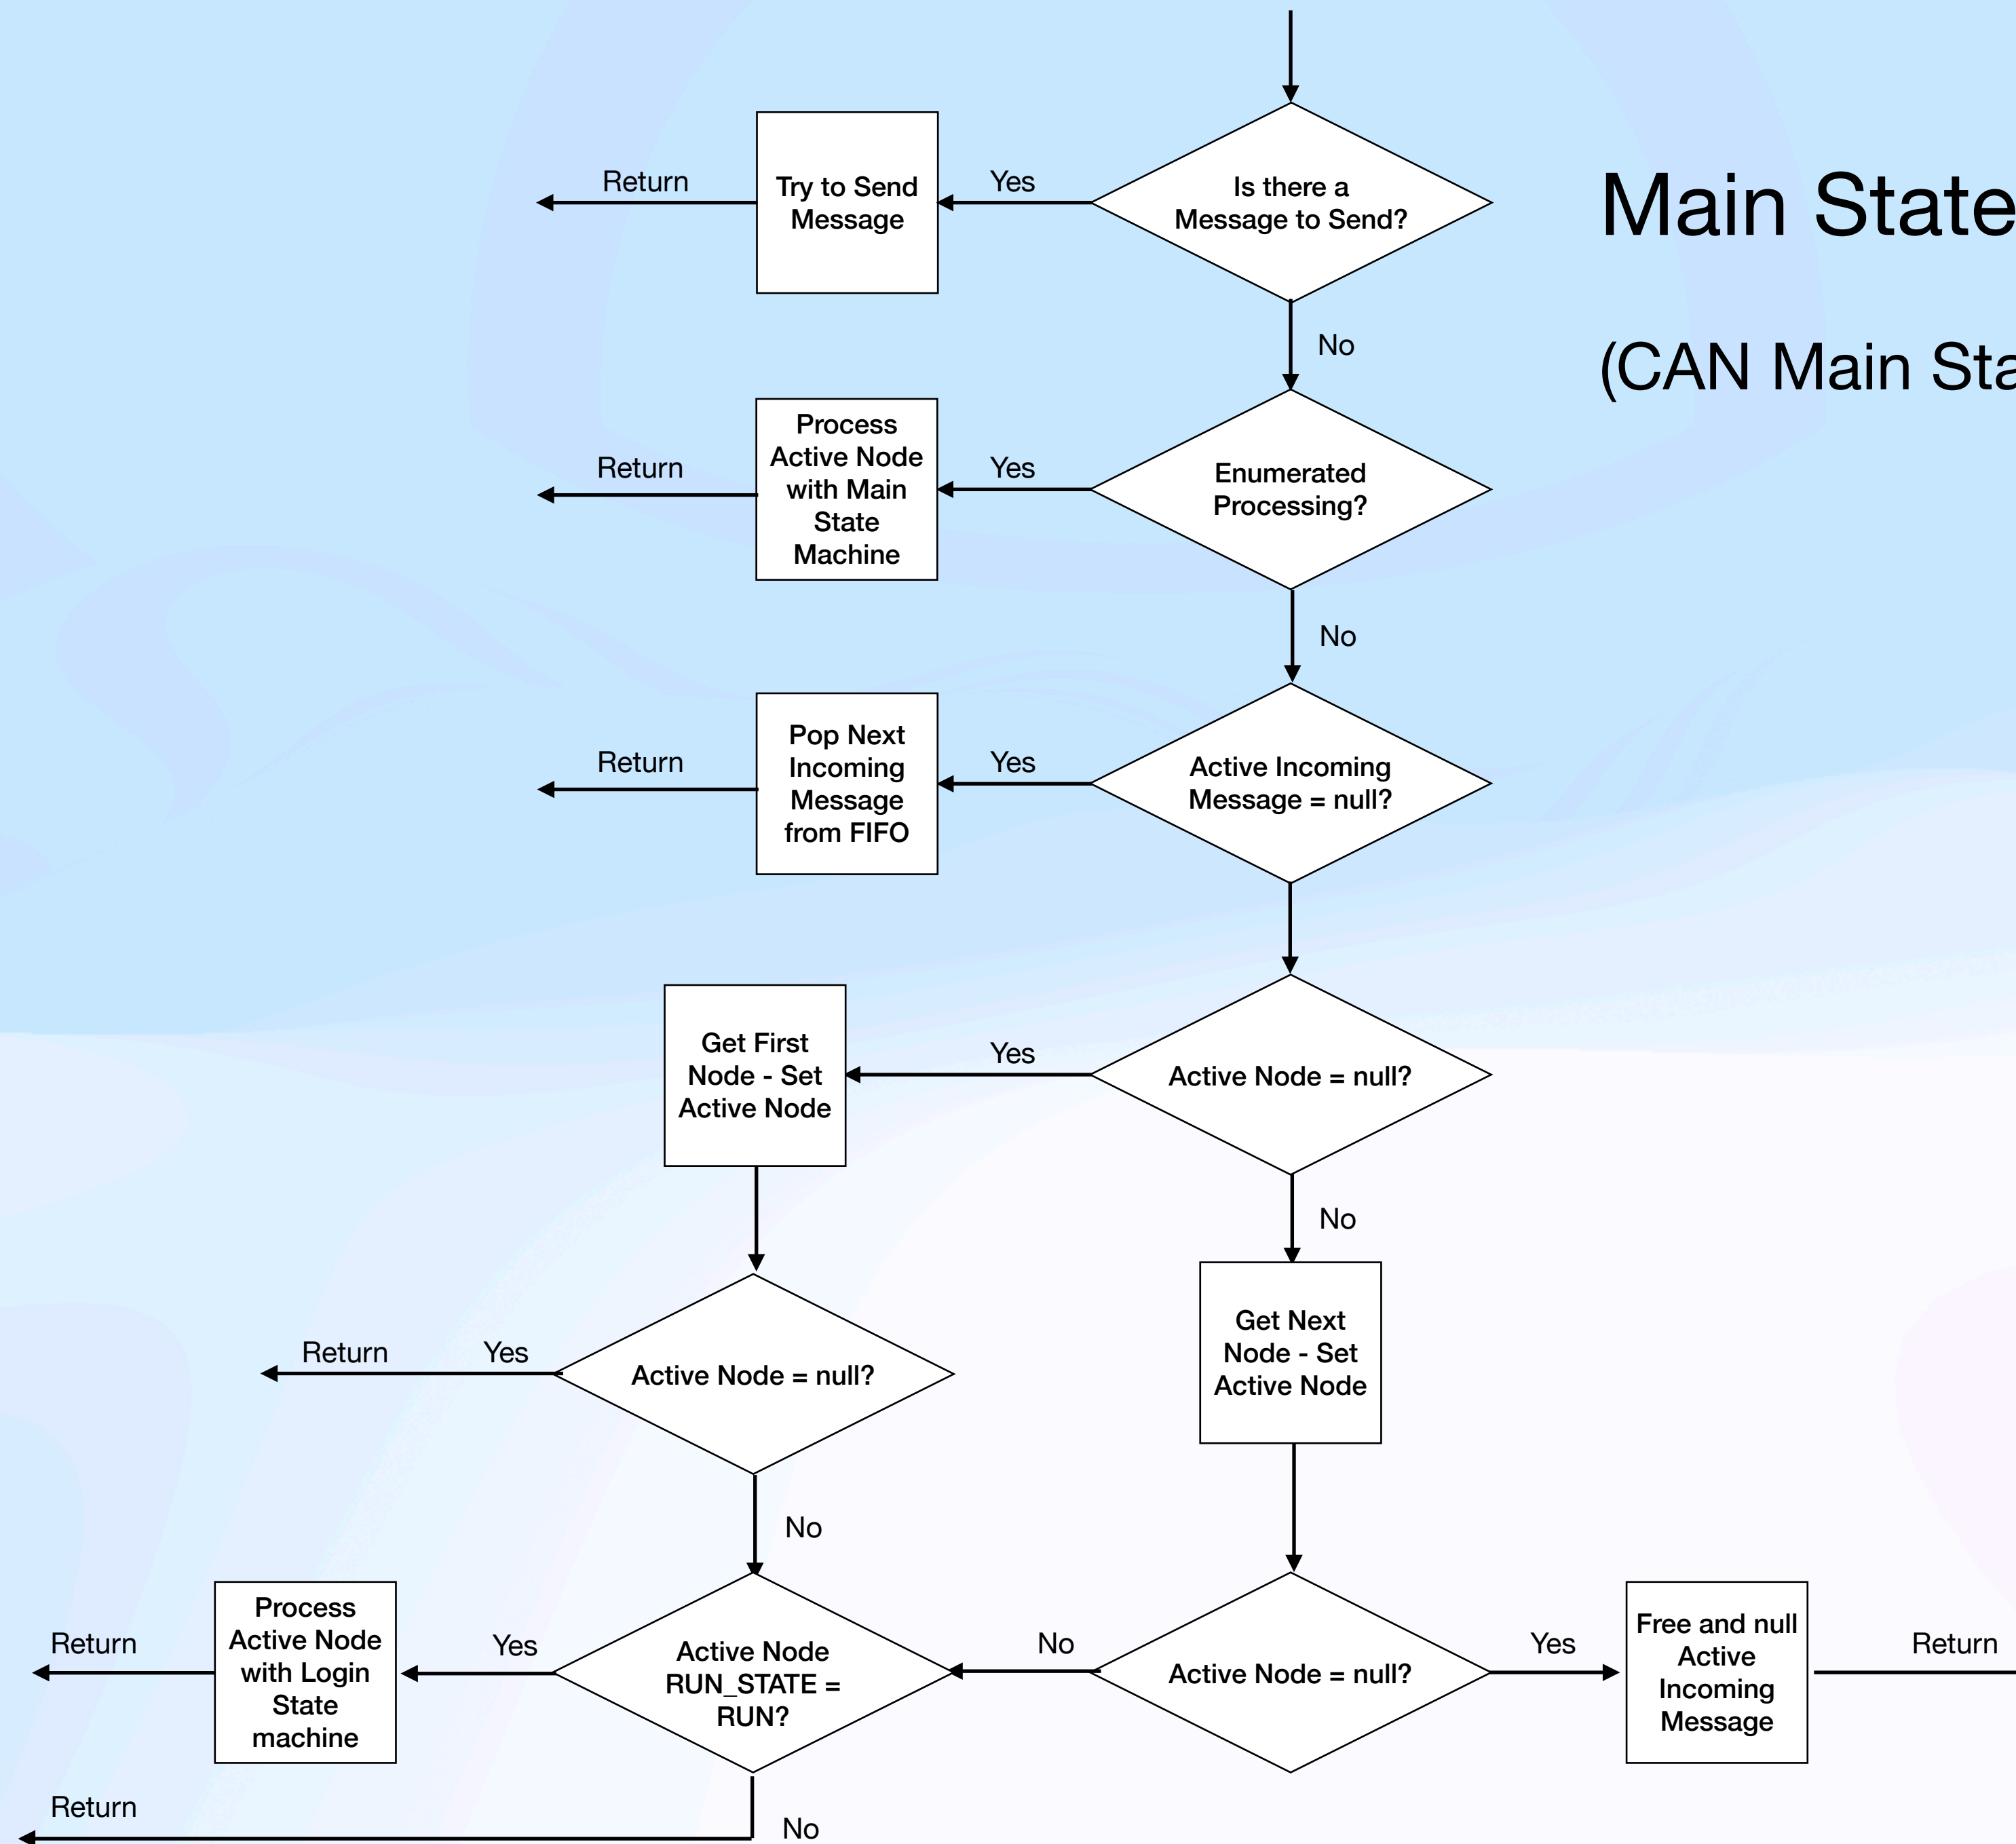 Main State
(CAN Main Sta
Is there a
Message to Send?
Yes
Try to Send
Message
Return
No
Enumerated
Processing?
Yes
Process
Active Node
with Main
State
Machine
Return
No
Active Incoming
Message = null?
Yes
Pop Next
Incoming
Message
from FIFO
Return
Active Node = null?
Yes
Get First
Node - Set
Active Node
No
Get Next
Node - Set
Active Node
Active Node = null?
Yes
Return
No
Active Node = null?
Yes
Free and null
Active
Incoming
Message
Return
No
Active Node
RUN_STATE =
RUN?
Yes
Process
Active Node
with Login
State
machine
Return
No
Return